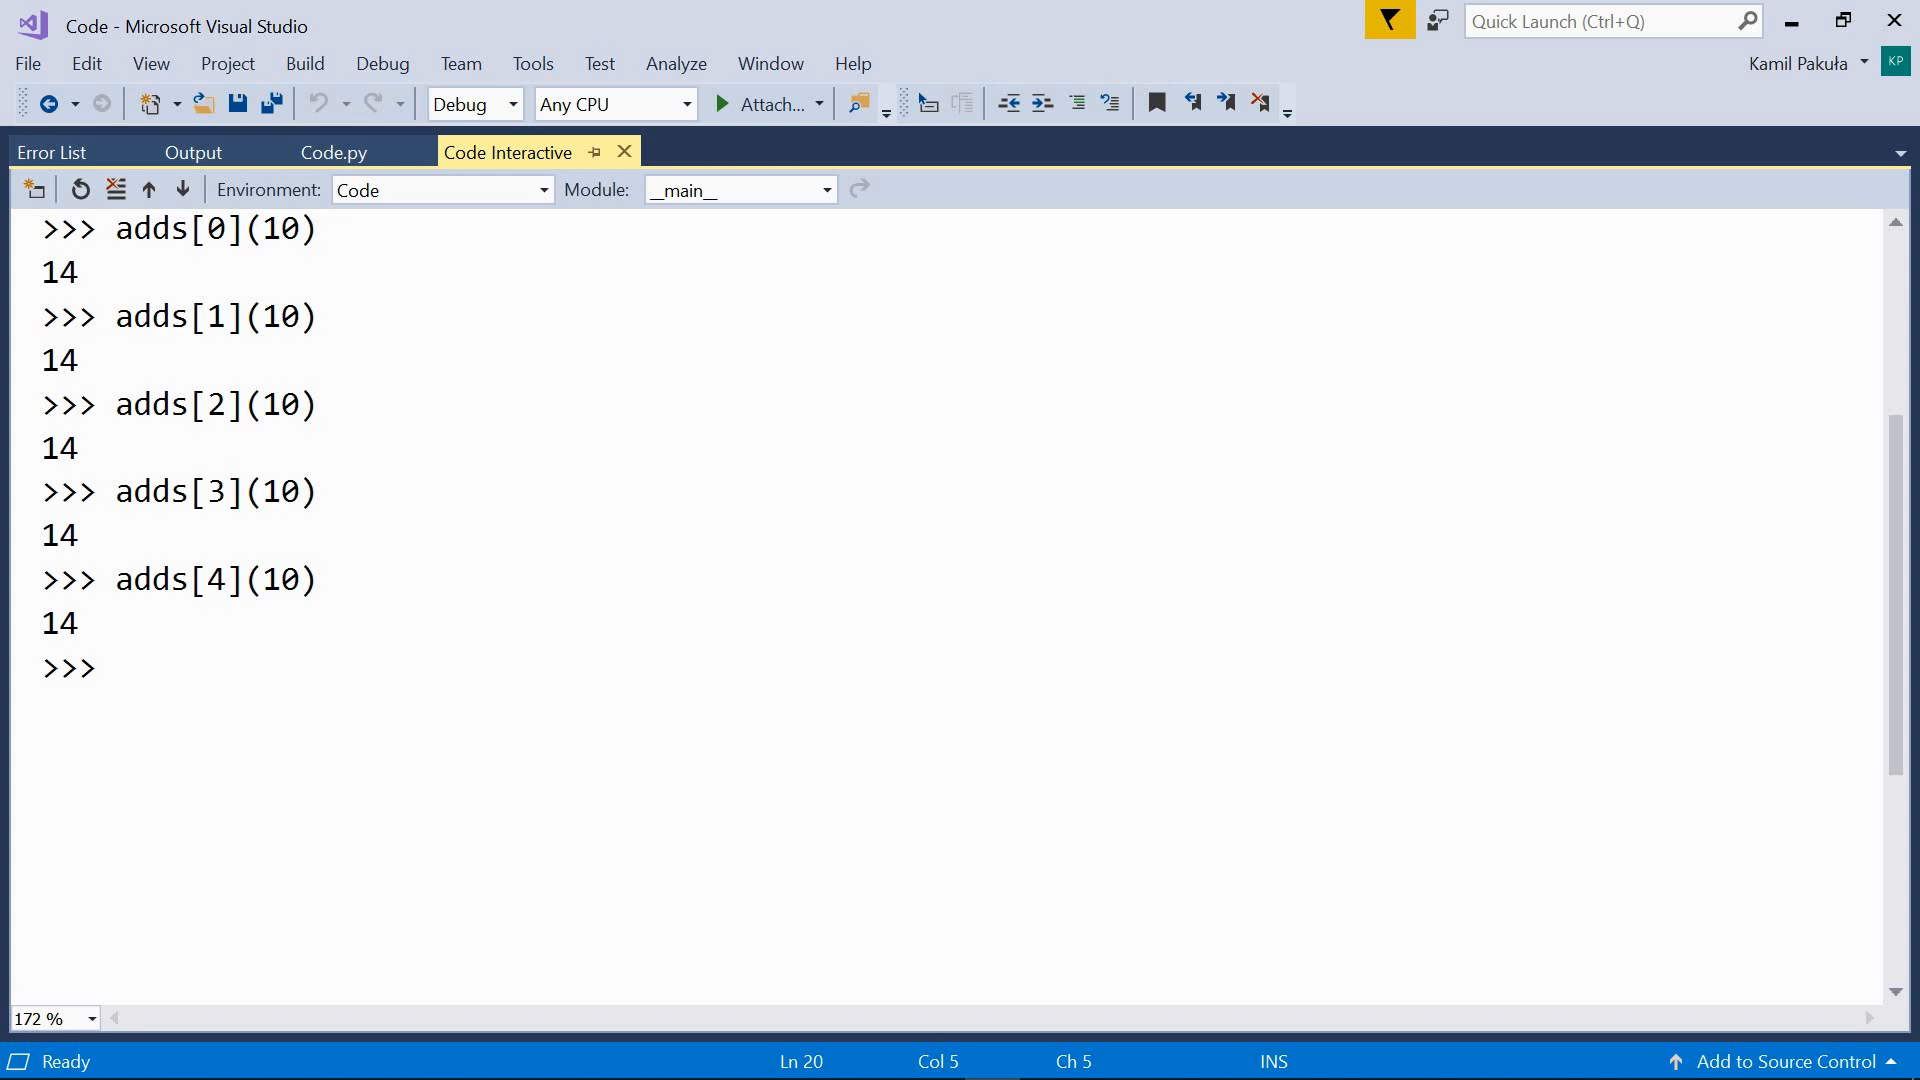 Code - Microsoft Visual Studio
Quick Launch (Ctrl+Q)
File Edit View Project Build Debug Team Tools Test Analyze Window Help
Kamil Pakuła KP
Debug Any CPU Attach...
Error List Output Code.py Code Interactive
Environment: Code Module: __main__
>>> adds[0](10)
14
>>> adds[1](10)
14
>>> adds[2](10)
14
>>> adds[3](10)
14
>>> adds[4](10)
14
>>>
172 %
Ready Ln 20 Col 5 Ch 5 INS Add to Source Control